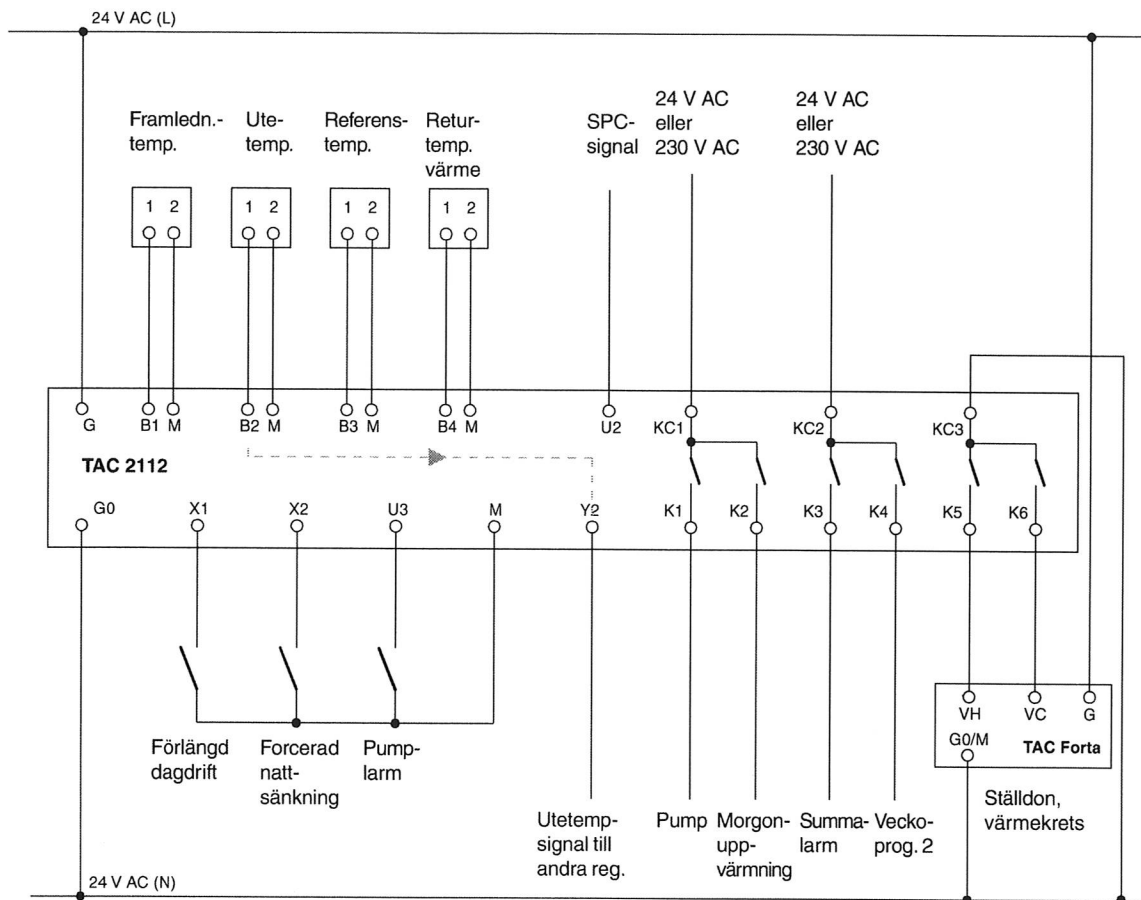 24 V AC (L)
Framledn.-
temp.
Ute-
temp.
Referens-
temp.
Retur-
temp.
värme
SPC-
signal
24 V AC
eller
230 V AC
24 V AC
eller
230 V AC
1 2
1 2
1 2
1 2
G
B1 M
B2 M
B3 M
B4 M
U2
KC1
KC2
KC3
TAC 2112
G0
X1
X2
U3
M
Y2
K1
K2
K3
K4
K5
K6
VH
VC
G
G0/M
TAC Forta
Förlängd
dagdrift
Forcerad
natt-
sänkning
Pump-
larm
Ställdon,
värmekrets
Utetemp-
signal till
andra reg.
Pump
Morgon-
upp-
värmning
Summa-
larm
Vecko-
prog. 2
24 V AC (N)